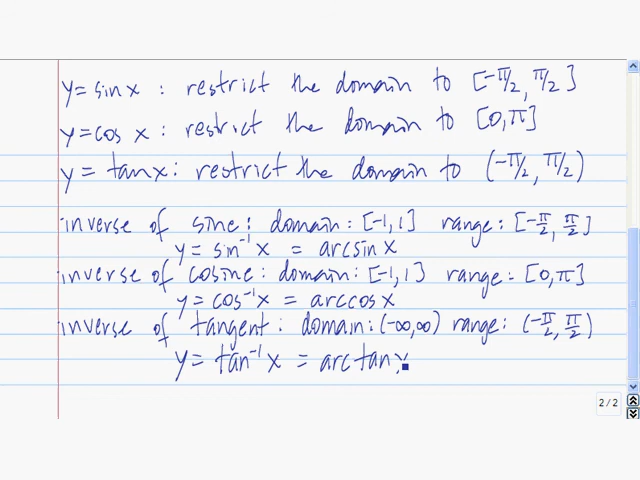 y = sin x : restrict the domain to [-π/2, π/2]
y = cos x : restrict the domain to [0, π]
y = tan x : restrict the domain to (-π/2, π/2)
inverse of sine : domain : [-1, 1] range : [-π/2, π/2]
y = sin⁻¹ x = arcsin x
inverse of cosine : domain : [-1, 1] range : [0, π]
y = cos⁻¹ x = arccos x
inverse of tangent : domain : (-∞, ∞) range : (-π/2, π/2)
y = tan⁻¹ x = arctan x
2 / 2